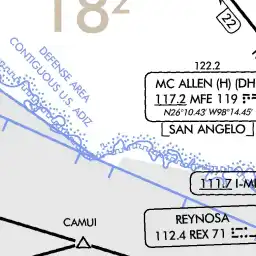 18²
22
DEFENSE AREA
CONTIGUOUS U.S. ADIZ
122.2
MC ALLEN (H) (DH
117.2 MFE 119
N26°10.43' W98°14.45'
SAN ANGELO
111.7 I-M
REYNOSA
112.4 REX 71
CAMUI